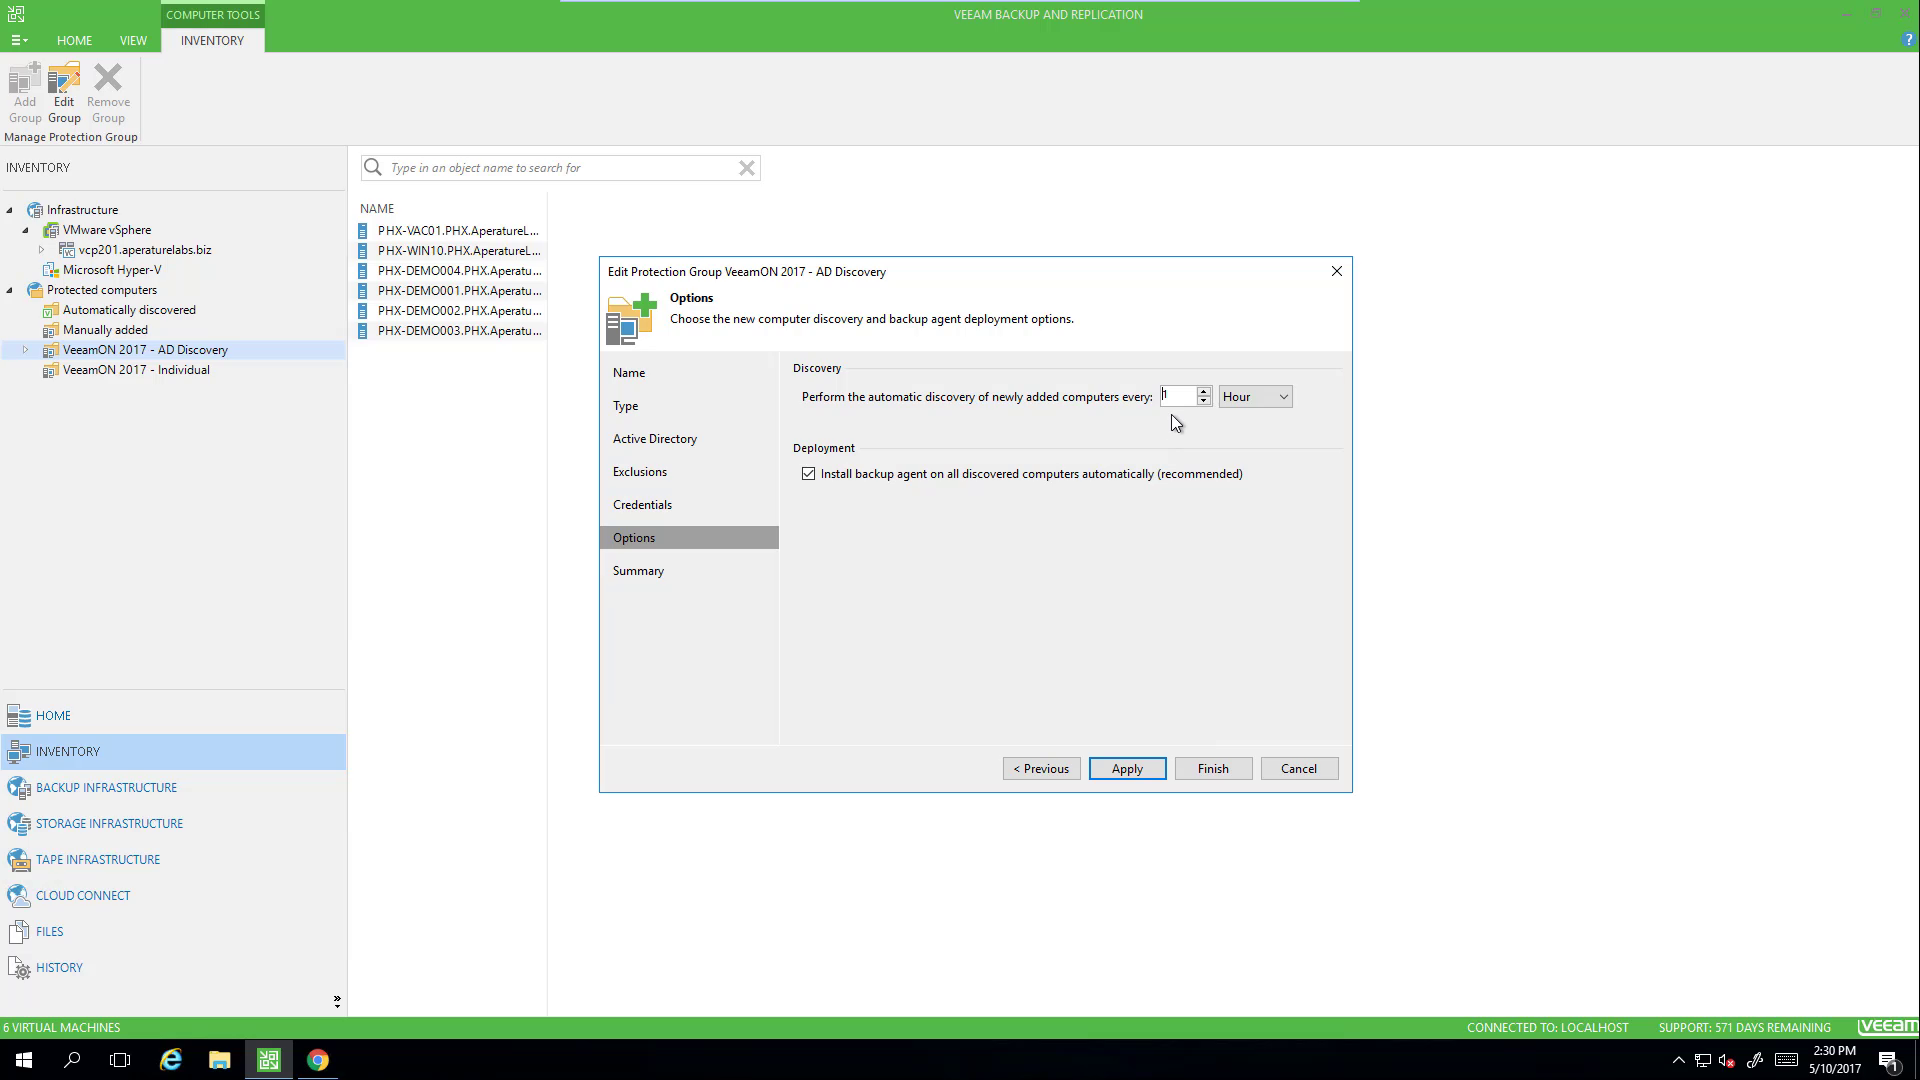 COMPUTER TOOLS
VEEAM BACKUP AND REPLICATION
HOME
VIEW
INVENTORY
Add Group
Edit Group
Remove Group
Manage Protection Group
INVENTORY
Type in an object name to search for
Infrastructure
VMware vSphere
vcp201.aperaturelabs.biz
Microsoft Hyper-V
Protected computers
Automatically discovered
Manually added
VeeamON 2017 - AD Discovery
VeeamON 2017 - Individual
NAME
PHX-VAC01.PHX.AperatureL...
PHX-WIN10.PHX.AperatureL...
PHX-DEMO004.PHX.Aperatu...
PHX-DEMO001.PHX.Aperatu...
PHX-DEMO002.PHX.Aperatu...
PHX-DEMO003.PHX.Aperatu...
Edit Protection Group VeeamON 2017 - AD Discovery
Options
Choose the new computer discovery and backup agent deployment options.
Name
Type
Active Directory
Exclusions
Credentials
Options
Summary
Discovery
Perform the automatic discovery of newly added computers every: 1 Hour
Deployment
Install backup agent on all discovered computers automatically (recommended)
< Previous
Apply
Finish
Cancel
HOME
INVENTORY
BACKUP INFRASTRUCTURE
STORAGE INFRASTRUCTURE
TAPE INFRASTRUCTURE
CLOUD CONNECT
FILES
HISTORY
6 VIRTUAL MACHINES
CONNECTED TO: LOCALHOST
SUPPORT: 571 DAYS REMAINING
veeam
2:30 PM
5/10/2017
1